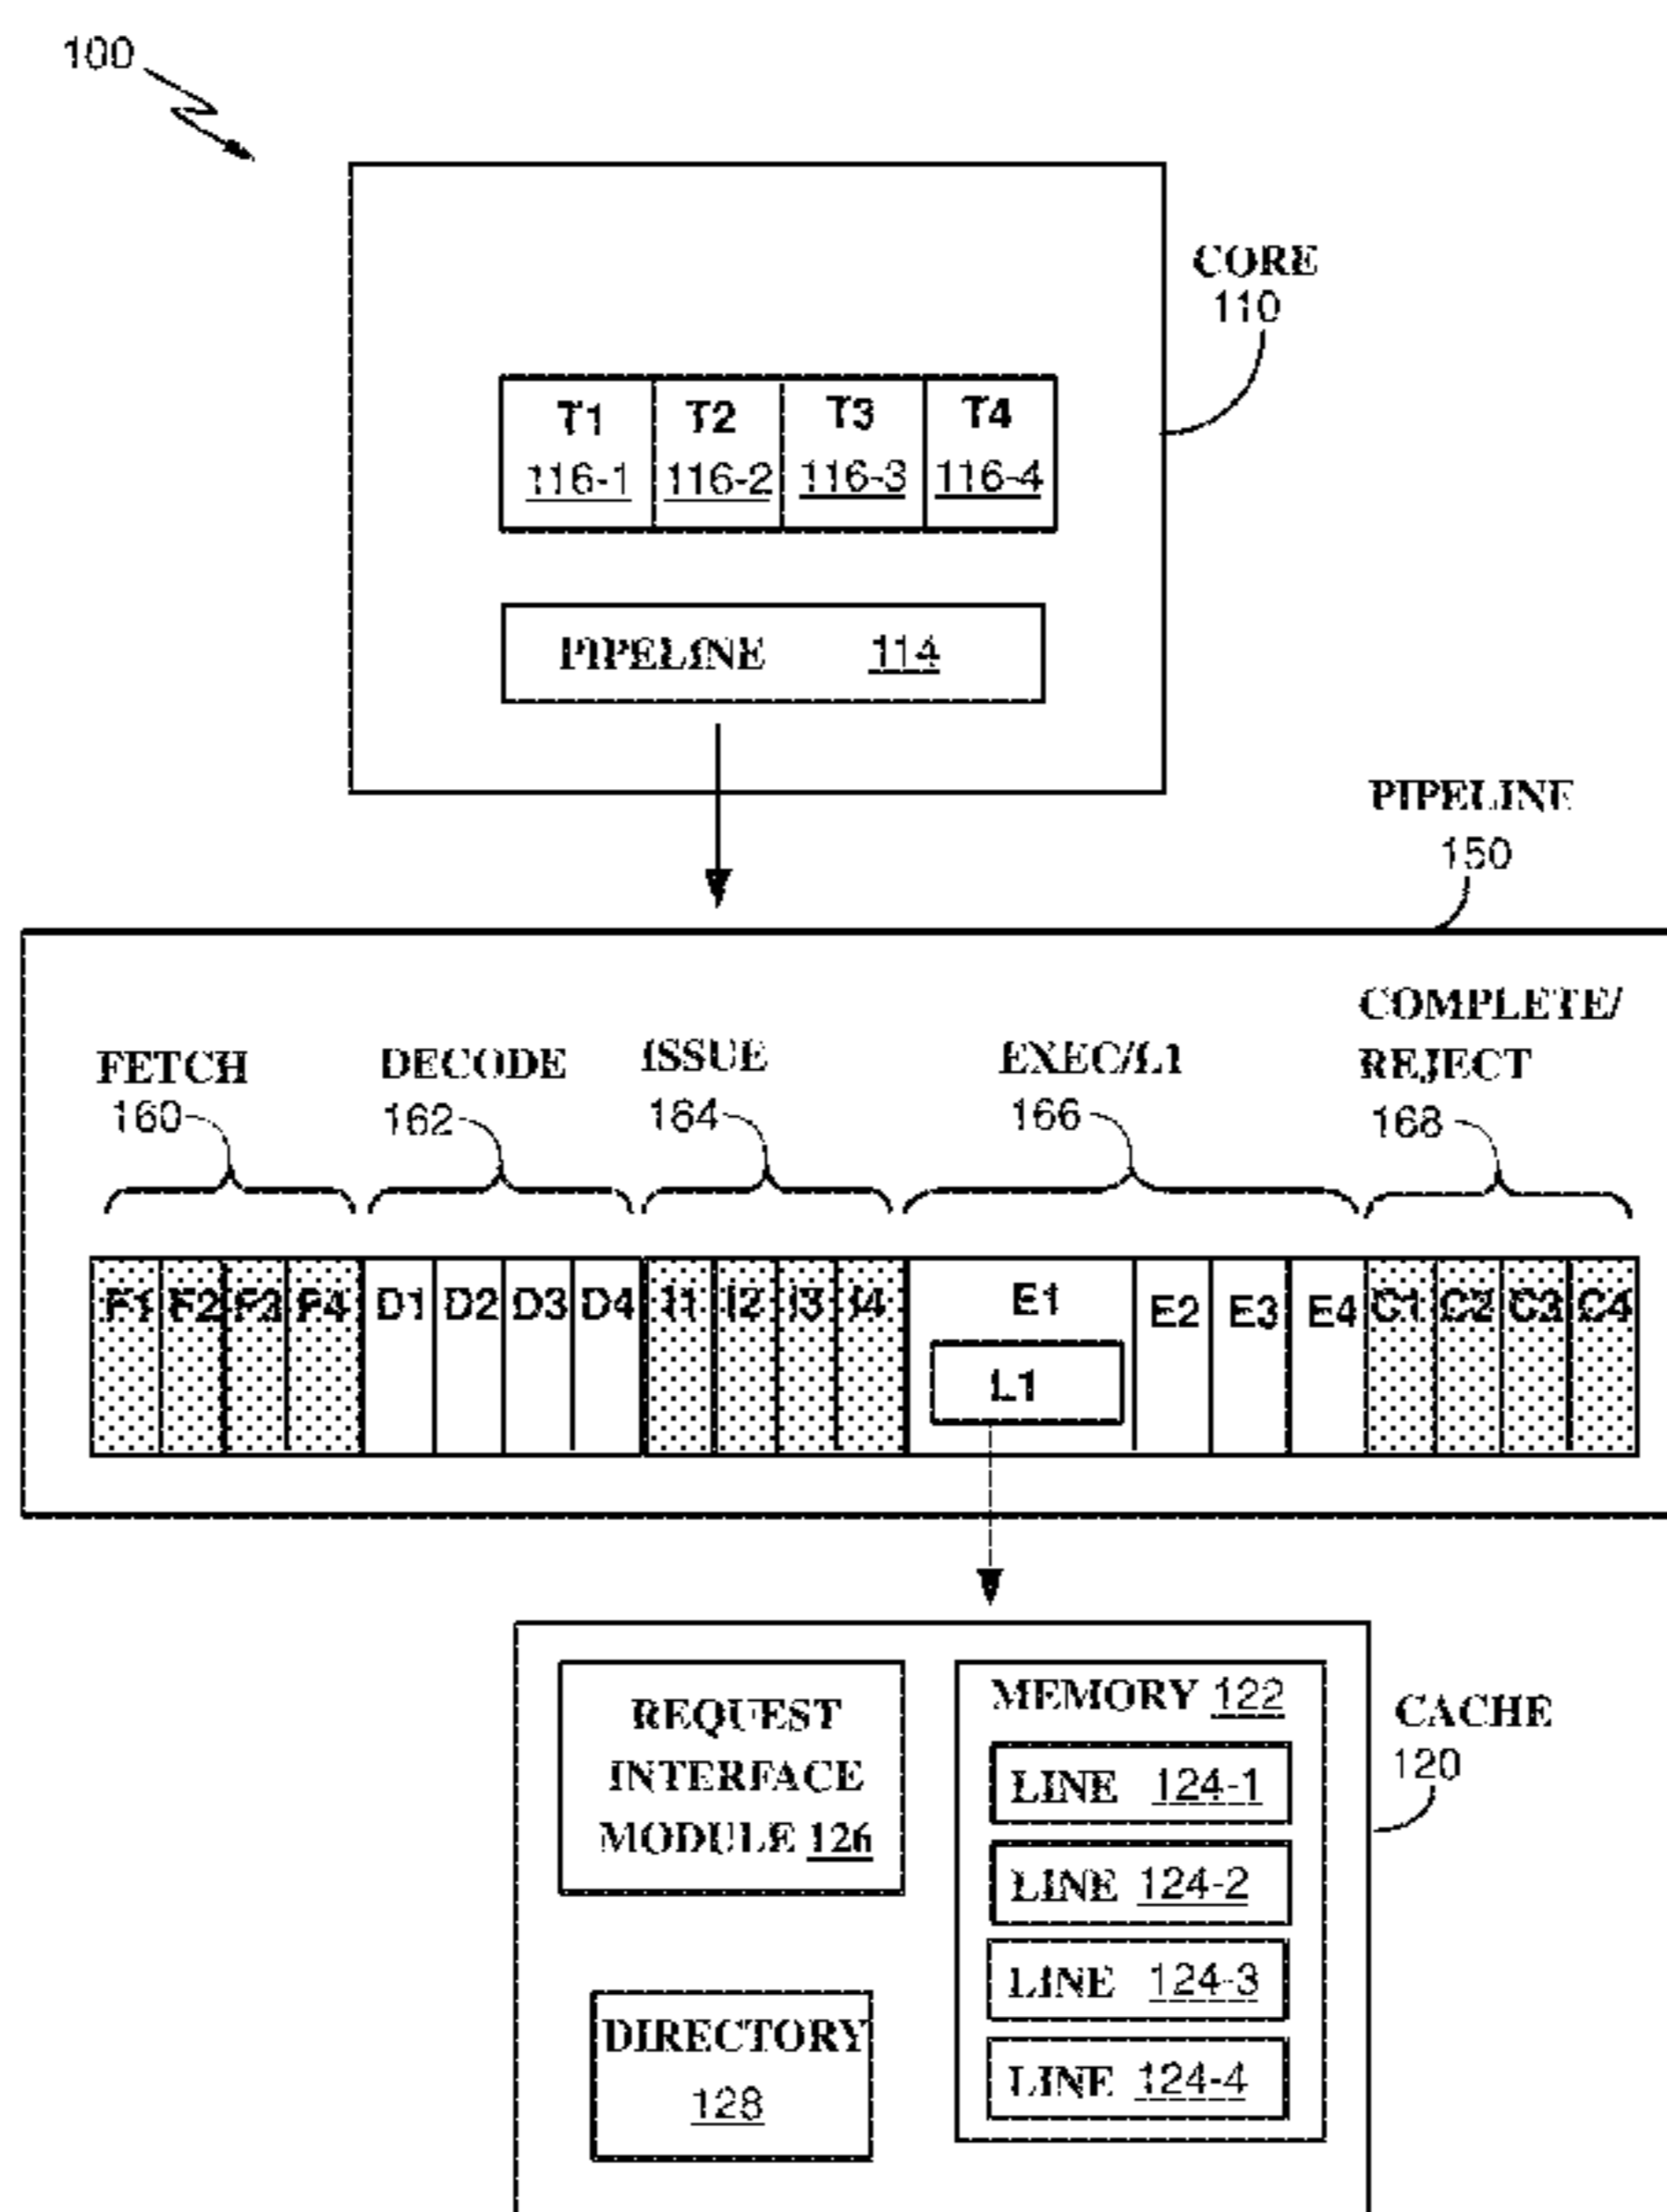 100
CORE
110
T1 T2 T3 T4
116-1 116-2 116-3 116-4
PIPELINE 114
PIPELINE
150
FETCH
160
DECODE
162
ISSUE
164
EXEC/L1
166
COMPLETE/
REJECT
168
F1 F2 F3 F4 D1 D2 D3 D4 I1 I2 I3 I4 E1 E2 E3 E4 C1 C2 C3 C4
L1
REQUEST
INTERFACE
MODULE 126
MEMORY 122
LINE 124-1
LINE 124-2
LINE 124-3
LINE 124-4
CACHE
120
DIRECTORY
128